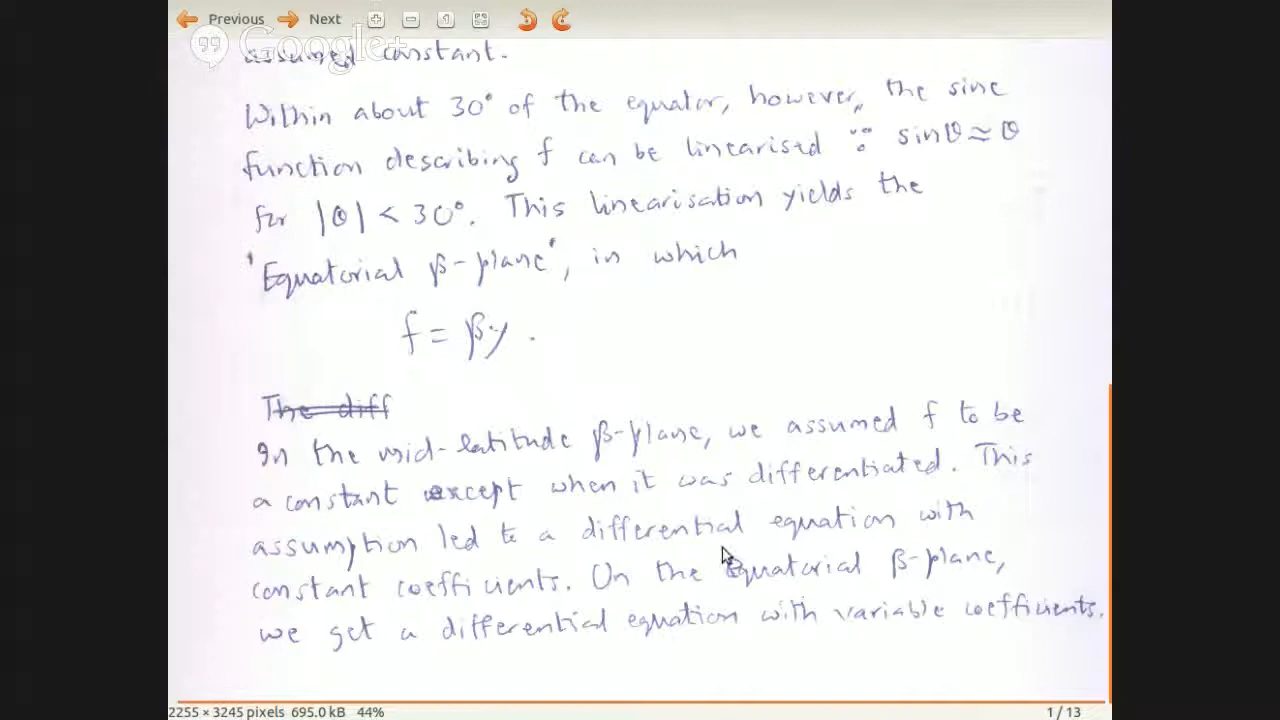 Previous Next
Google+
assumed constant.
Within about 30° of the equator, however, the sine
function describing f can be linearised ∵ sinθ ≈ θ
for |θ| < 30°. This linearisation yields the
'Equatorial β-plane', in which
f = βy .
The diff
In the mid-latitude β-plane, we assumed f to be
a constant except when it was differentiated. This
assumption led to a differential equation with
constant coefficients. On the Equatorial β-plane,
we get a differential equation with variable coefficients.
2255 × 3245 pixels 695.0 kB 44% 1 / 13